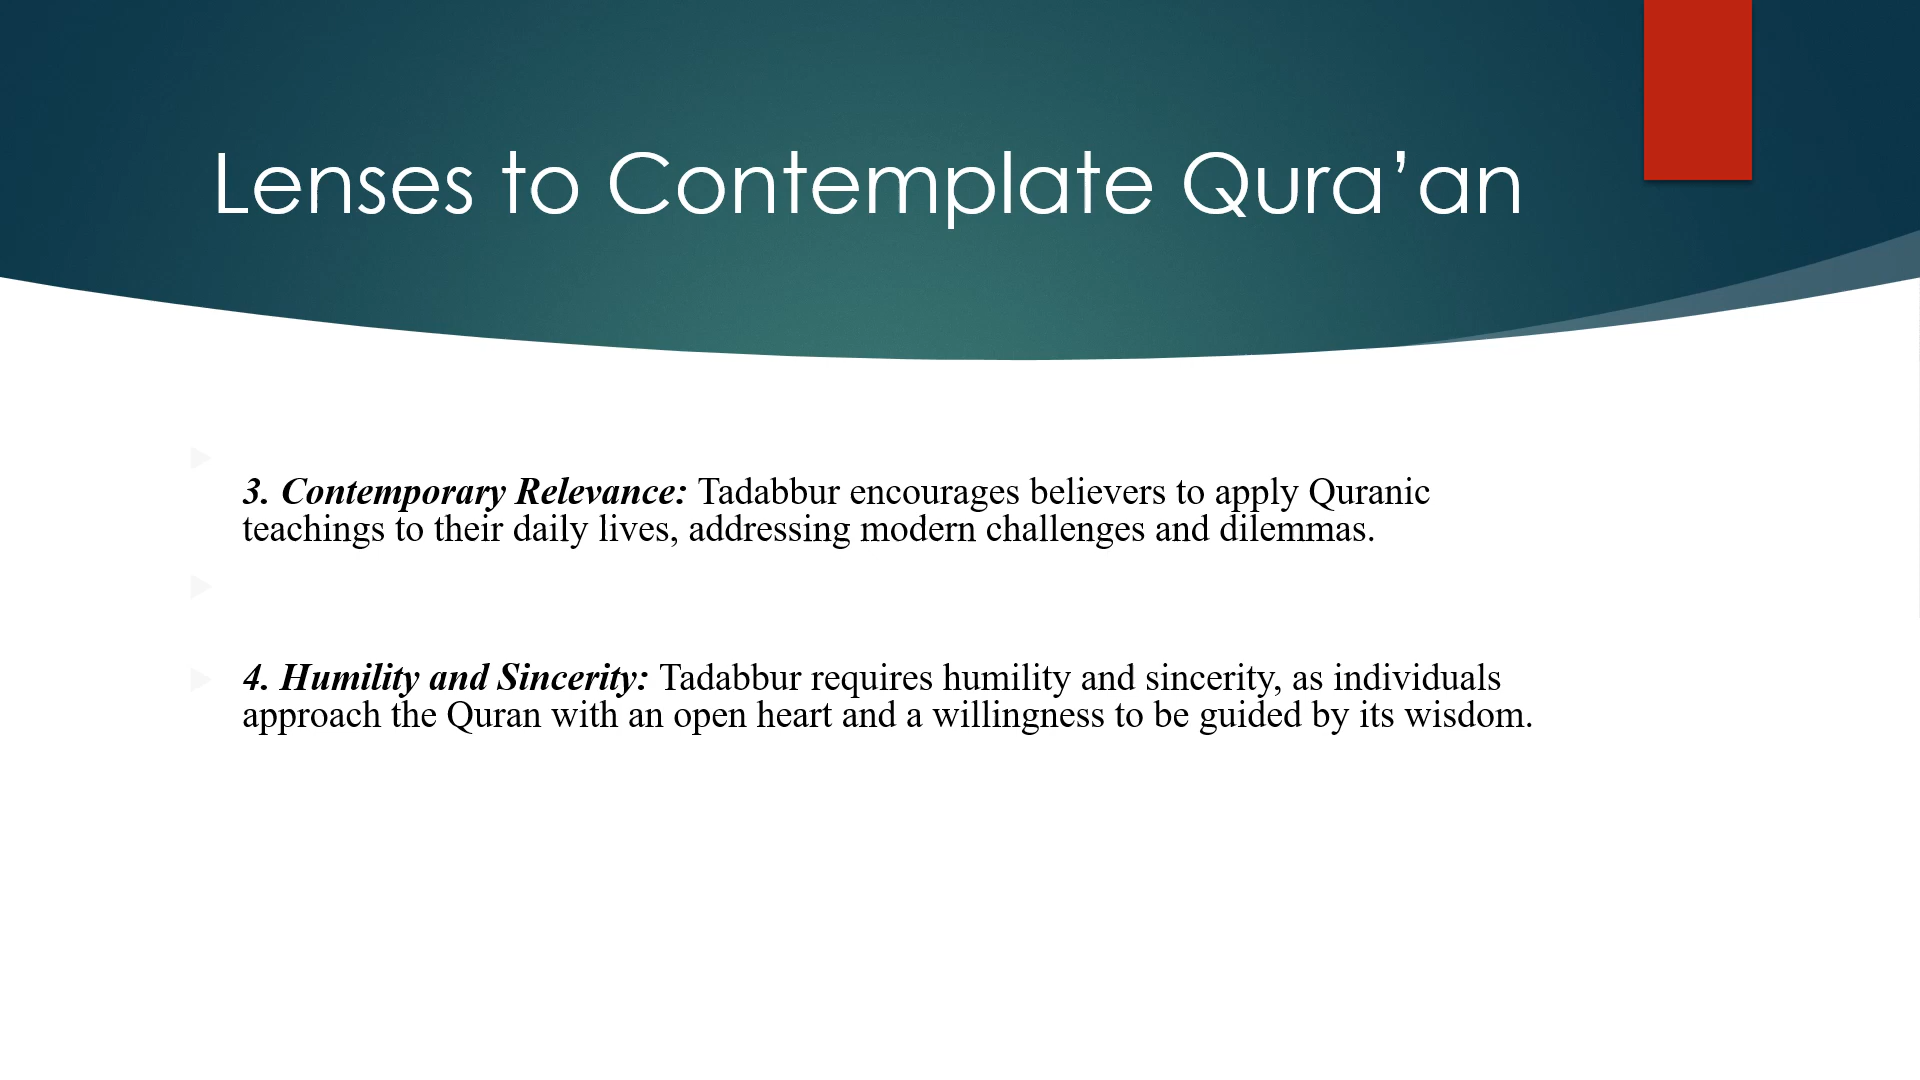 Lenses to Contemplate Qura’an
3. Contemporary Relevance: Tadabbur encourages believers to apply Quranic
teachings to their daily lives, addressing modern challenges and dilemmas.
4. Humility and Sincerity: Tadabbur requires humility and sincerity, as individuals
approach the Quran with an open heart and a willingness to be guided by its wisdom.